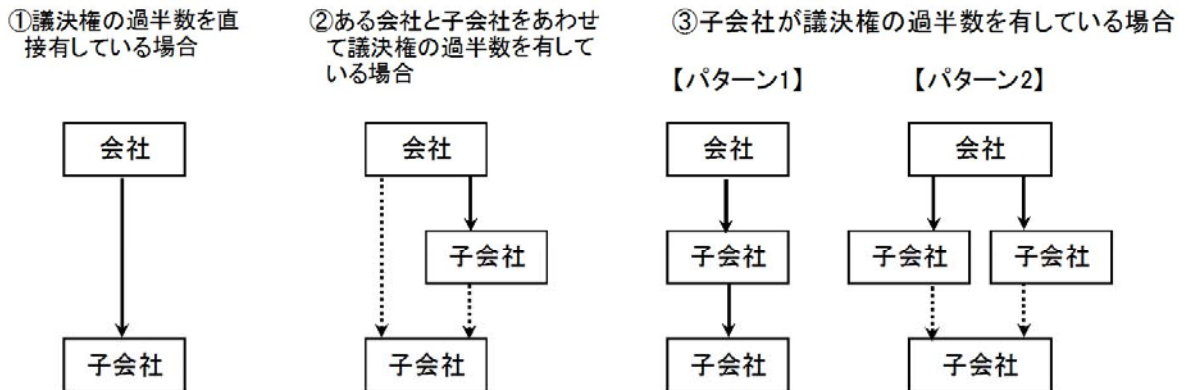 ①議決権の過半数を直
接有している場合
②ある会社と子会社をあわせ
て議決権の過半数を有して
いる場合
③子会社が議決権の過半数を有している場合
【パターン1】
【パターン2】
会社
子会社
会社
子会社
子会社
会社
子会社
子会社
会社
子会社
子会社
子会社